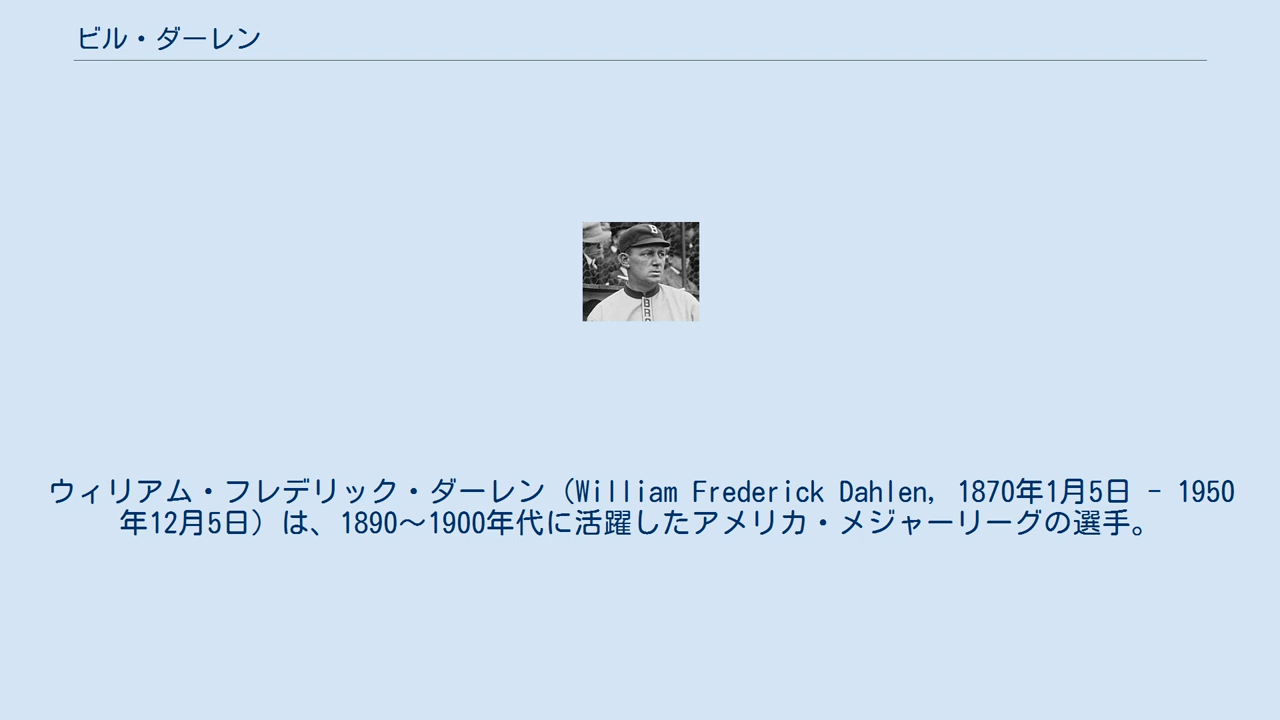 ビル・ダーレン
B
ウィリアム・フレデリック・ダーレン（William Frederick Dahlen, 1870年1月5日 - 1950
年12月5日）は、1890～1900年代に活躍したアメリカ・メジャーリーグの選手。